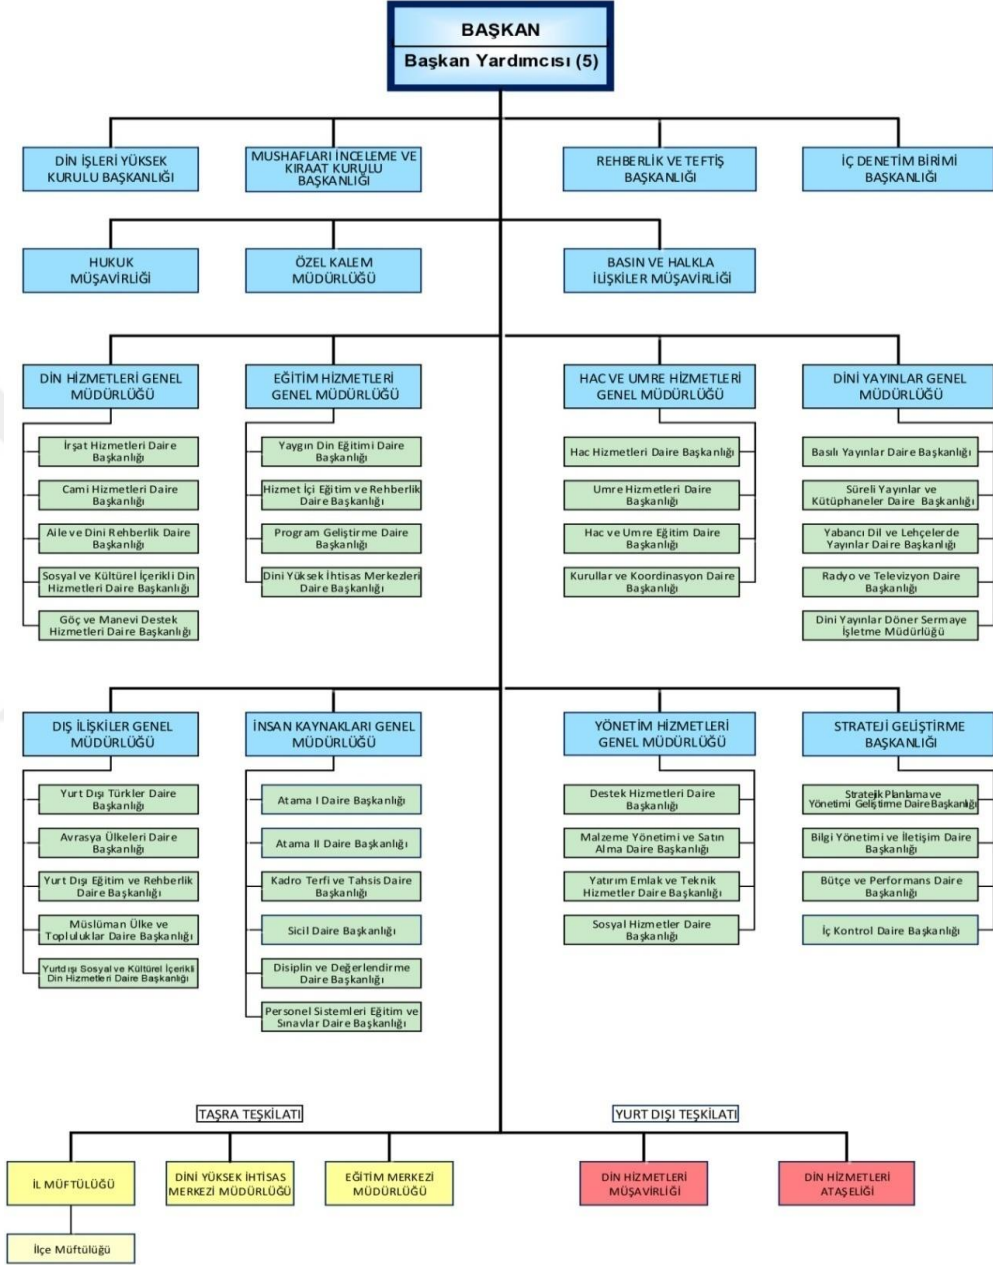 BAŞKAN
Başkan Yardımcısı (5)
DİN İŞLERİ YÜKSEK
KURULU BAŞKANLIĞI
MUSHAFLARI İNCELEME VE
KIRAAT KURULU
BAŞKANLIĞI
REHBERLİK VE TEFTİŞ
BAŞKANLIĞI
İÇ DENETİM BİRİMİ
BAŞKANLIĞI
HUKUK
MÜŞAVİRLİĞİ
ÖZEL KALEM
MÜDÜRLÜĞÜ
BASIN VE HALKLA
İLİŞKİLER MÜŞAVİRLİĞİ
DİN HİZMETLERİ GENEL
MÜDÜRLÜĞÜ
İrşat Hizmetleri Daire
Başkanlığı
Cami Hizmetleri Daire
Başkanlığı
Aile ve Dini Rehberlik Daire
Başkanlığı
Sosyal ve Kültürel İçerikli Din
Hizmetleri Daire Başkanlığı
Göç ve Manevi Destek
Hizmetleri Daire Başkanlığı
EĞİTİM HİZMETLERİ
GENEL MÜDÜRLÜĞÜ
Yaygın Din Eğitimi Daire
Başkanlığı
Hizmet İçi Eğitim ve Rehberlik
Daire Başkanlığı
Program Geliştirme Daire
Başkanlığı
Dini Yüksek İhtisas Merkezleri
Daire Başkanlığı
HAC VE UMRE HİZMETLERİ
GENEL MÜDÜRLÜĞÜ
Hac Hizmetleri Daire Başkanlığı
Umre Hizmetleri Daire
Başkanlığı
Hac ve Umre Eğitim Daire
Başkanlığı
Kurullar ve Koordinasyon Daire
Başkanlığı
DİNİ YAYINLAR GENEL
MÜDÜRLÜĞÜ
Basılı Yayınlar Daire Başkanlığı
Süreli Yayınlar ve
Kütüphaneler Daire Başkanlığı
Yabancı Dil ve Lehçelerde
Yayınlar Daire Başkanlığı
Radyo ve Televizyon Daire
Başkanlığı
Dini Yayınlar Döner Sermaye
İşletme Müdürlüğü
DIŞ İLİŞKİLER GENEL
MÜDÜRLÜĞÜ
Yurt Dışı Türkler Daire
Başkanlığı
Avrasya Ülkeleri Daire
Başkanlığı
Yurt Dışı Eğitim ve Rehberlik
Daire Başkanlığı
Müslüman Ülke ve
Topluluklar Daire Başkanlığı
Yurtdışı Sosyal ve Kültürel İçerikli
Din Hizmetleri Daire Başkanlığı
İNSAN KAYNAKLARI GENEL
MÜDÜRLÜĞÜ
Atama I Daire Başkanlığı
Atama II Daire Başkanlığı
Kadro Terfi ve Tahsis Daire
Başkanlığı
Sicil Daire Başkanlığı
Disiplin ve Değerlendirme
Daire Başkanlığı
Personel Sistemleri Eğitim ve
Sınavlar Daire Başkanlığı
YÖNETİM HİZMETLERİ
GENEL MÜDÜRLÜĞÜ
Destek Hizmetleri Daire
Başkanlığı
Malzeme Yönetimi ve Satın
Alma Daire Başkanlığı
Yatırım Emlak ve Teknik
Hizmetler Daire Başkanlığı
Sosyal Hizmetler Daire
Başkanlığı
STRATEJİ GELİŞTİRME
BAŞKANLIĞI
Stratejik Planlama ve
Yönetimi Geliştirme Daire Başkanlığı
Bilgi Yönetimi ve İletişim Daire
Başkanlığı
Bütçe ve Performans Daire
Başkanlığı
İç Kontrol Daire Başkanlığı
TAŞRA TEŞKİLATI
YURT DIŞI TEŞKİLATI
İL MÜFTÜLÜĞÜ
DİNİ YÜKSEK İHTİSAS
MERKEZİ MÜDÜRLÜĞÜ
EĞİTİM MERKEZİ
MÜDÜRLÜĞÜ
DİN HİZMETLERİ
MÜŞAVİRLİĞİ
DİN HİZMETLERİ
ATAŞELİĞİ
İlçe Müftülüğü